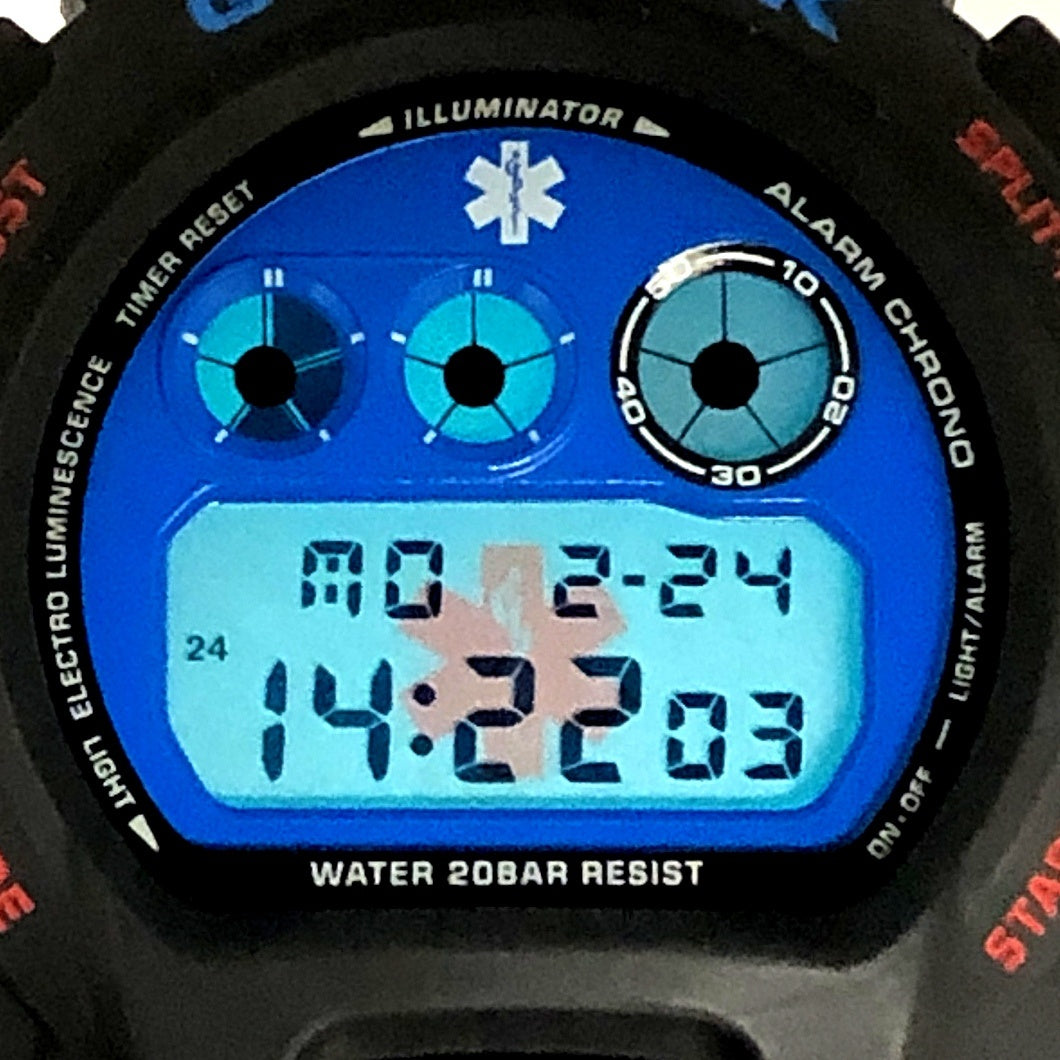 ILLUMINATOR
TIMER RESET
ALARM CHRONO
ELECTRO LUMINESCENCE
LIGHT
50 10
40 20
30
MO 2-24
24
14:22 03
LIGHT/ALARM
ON·OFF
WATER 20BAR RESIST
SPLIT